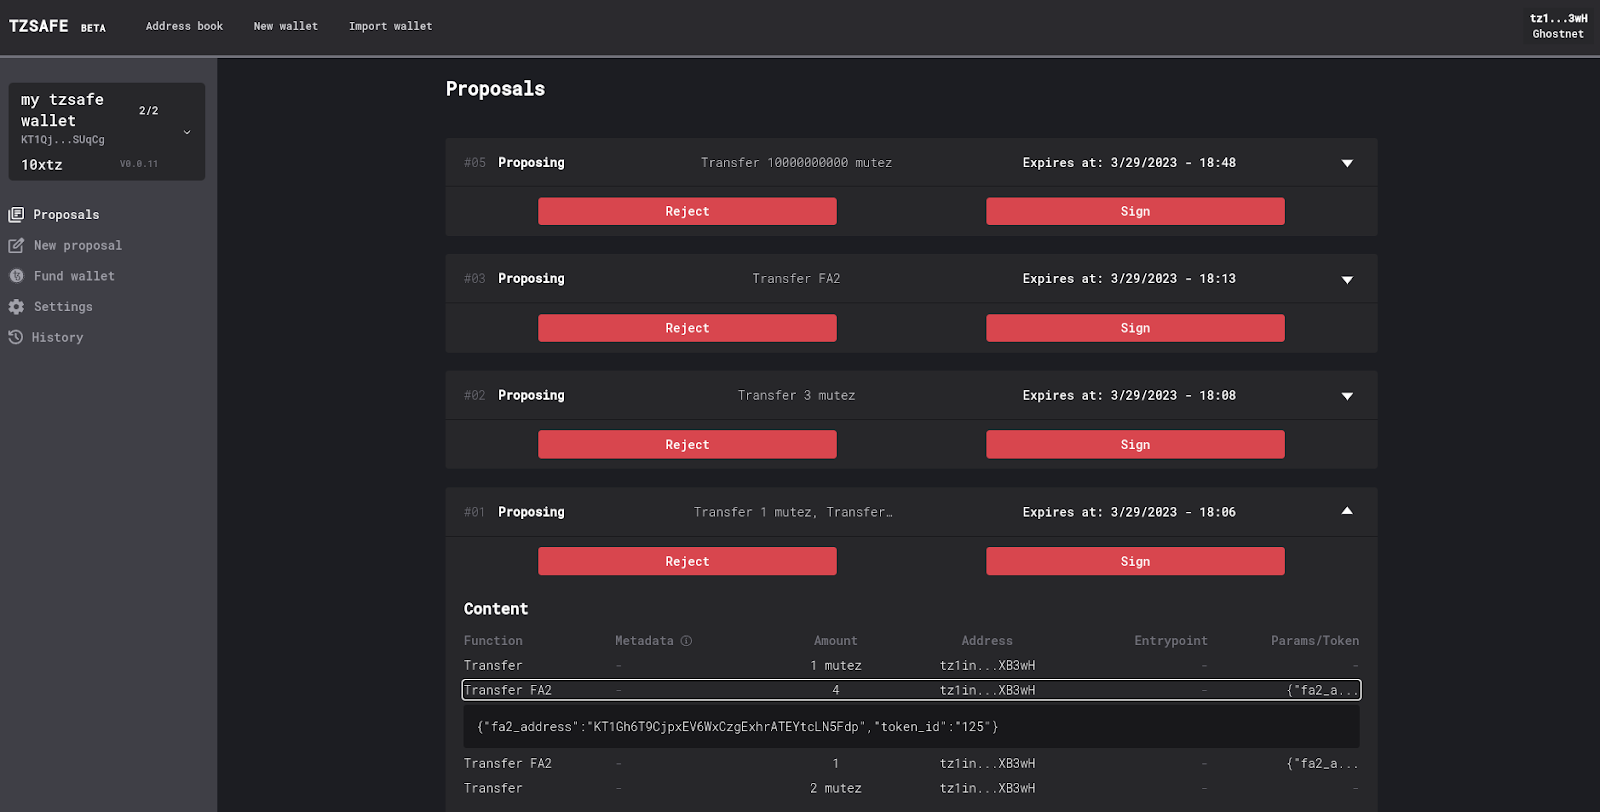 TZSAFE BETA Address book New wallet Import wallet tz1...3wH
Ghostnet
my tzsafe wallet 2/2
KT1Qj...SUqCg
10xtz V0.0.11
Proposals
New proposal
Fund wallet
Settings
History
Proposals
#05 Proposing Transfer 10000000000 mutez Expires at: 3/29/2023 - 18:48
Reject Sign
#03 Proposing Transfer FA2 Expires at: 3/29/2023 - 18:13
Reject Sign
#02 Proposing Transfer 3 mutez Expires at: 3/29/2023 - 18:08
Reject Sign
#01 Proposing Transfer 1 mutez, Transfer… Expires at: 3/29/2023 - 18:06
Reject Sign
Content
Function Metadata Amount Address Entrypoint Params/Token
Transfer - 1 mutez tz1in...XB3wH - -
Transfer FA2 - 4 tz1in...XB3wH - {"fa2_a...
{"fa2_address":"KT1Gh6T9CjpxEV6WxCzgExhrATEYtcLN5Fdp","token_id":"125"}
Transfer FA2 - 1 tz1in...XB3wH - {"fa2_a...
Transfer - 2 mutez tz1in...XB3wH - -